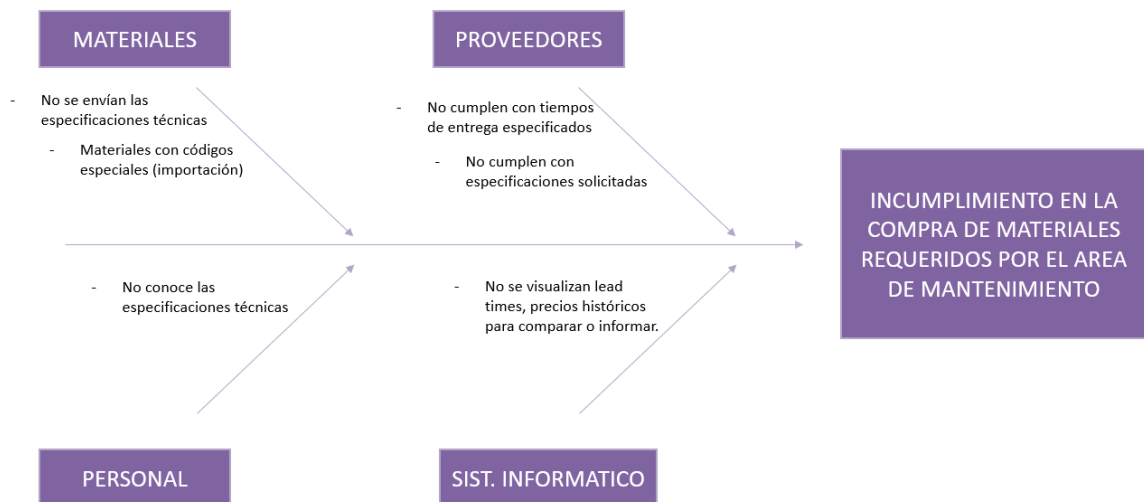 MATERIALES
PROVEEDORES
- No se envían las
especificaciones técnicas
- Materiales con códigos
especiales (importación)
- No cumplen con tiempos
de entrega especificados
- No cumplen con
especificaciones solicitadas
INCUMPLIMIENTO EN LA
COMPRA DE MATERIALES
REQUERIDOS POR EL AREA
DE MANTENIMIENTO
- No conoce las
especificaciones técnicas
- No se visualizan lead
times, precios históricos
para comparar o informar.
PERSONAL
SIST. INFORMATICO